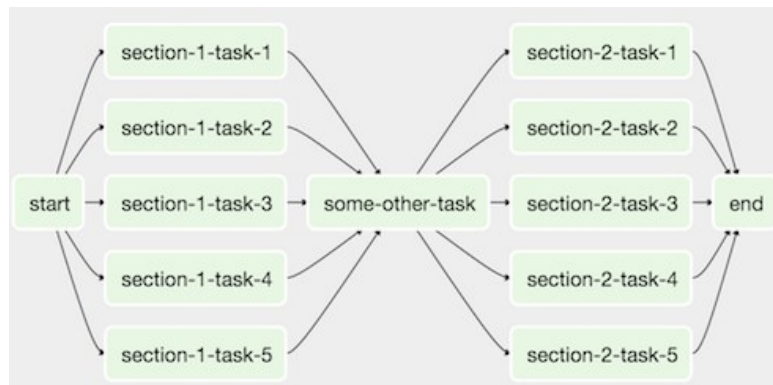 section-1-task-1
section-2-task-1
section-1-task-2
section-2-task-2
start
section-1-task-3
some-other-task
section-2-task-3
end
section-1-task-4
section-2-task-4
section-1-task-5
section-2-task-5